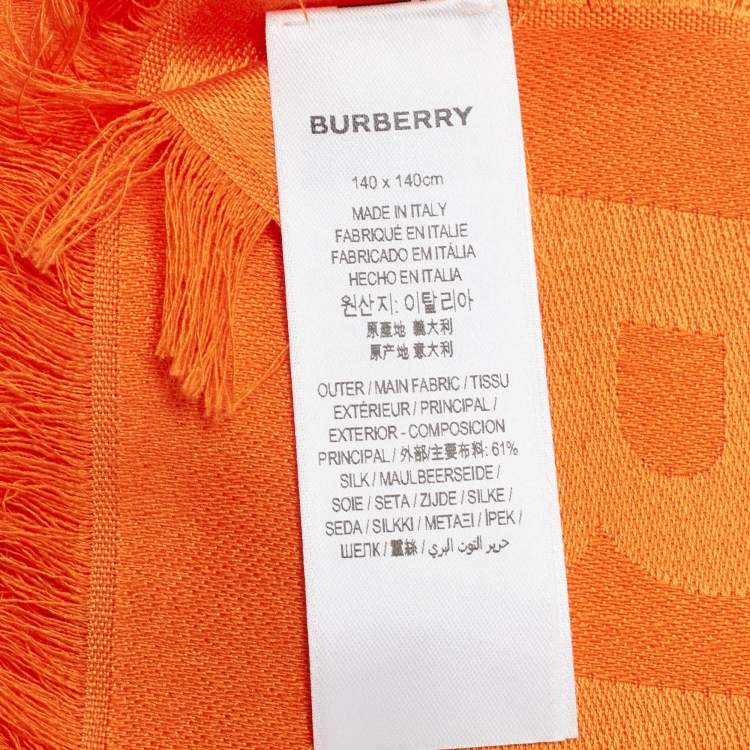 BURBERRY
140 x 140cm
MADE IN ITALY
FABRIQUÉ EN ITALIE
FABRICADO EM ITÁLIA
HECHO EN ITALIA
원산지: 이탈리아
原產地 義大利
原产地 意大利
OUTER / MAIN FABRIC / TISSU
EXTÉRIEUR / PRINCIPAL /
EXTERIOR - COMPOSICION
PRINCIPAL / 外部/主要布料: 61%
SILK / MAULBEERSEIDE /
SOIE / SETA / ZIJDE / SILKE /
SEDA / SILKKI / ΜΕΤΑΞΙ / İPEK /
ШЕЛК / 蠶絲 / حرير التوت البري /
B